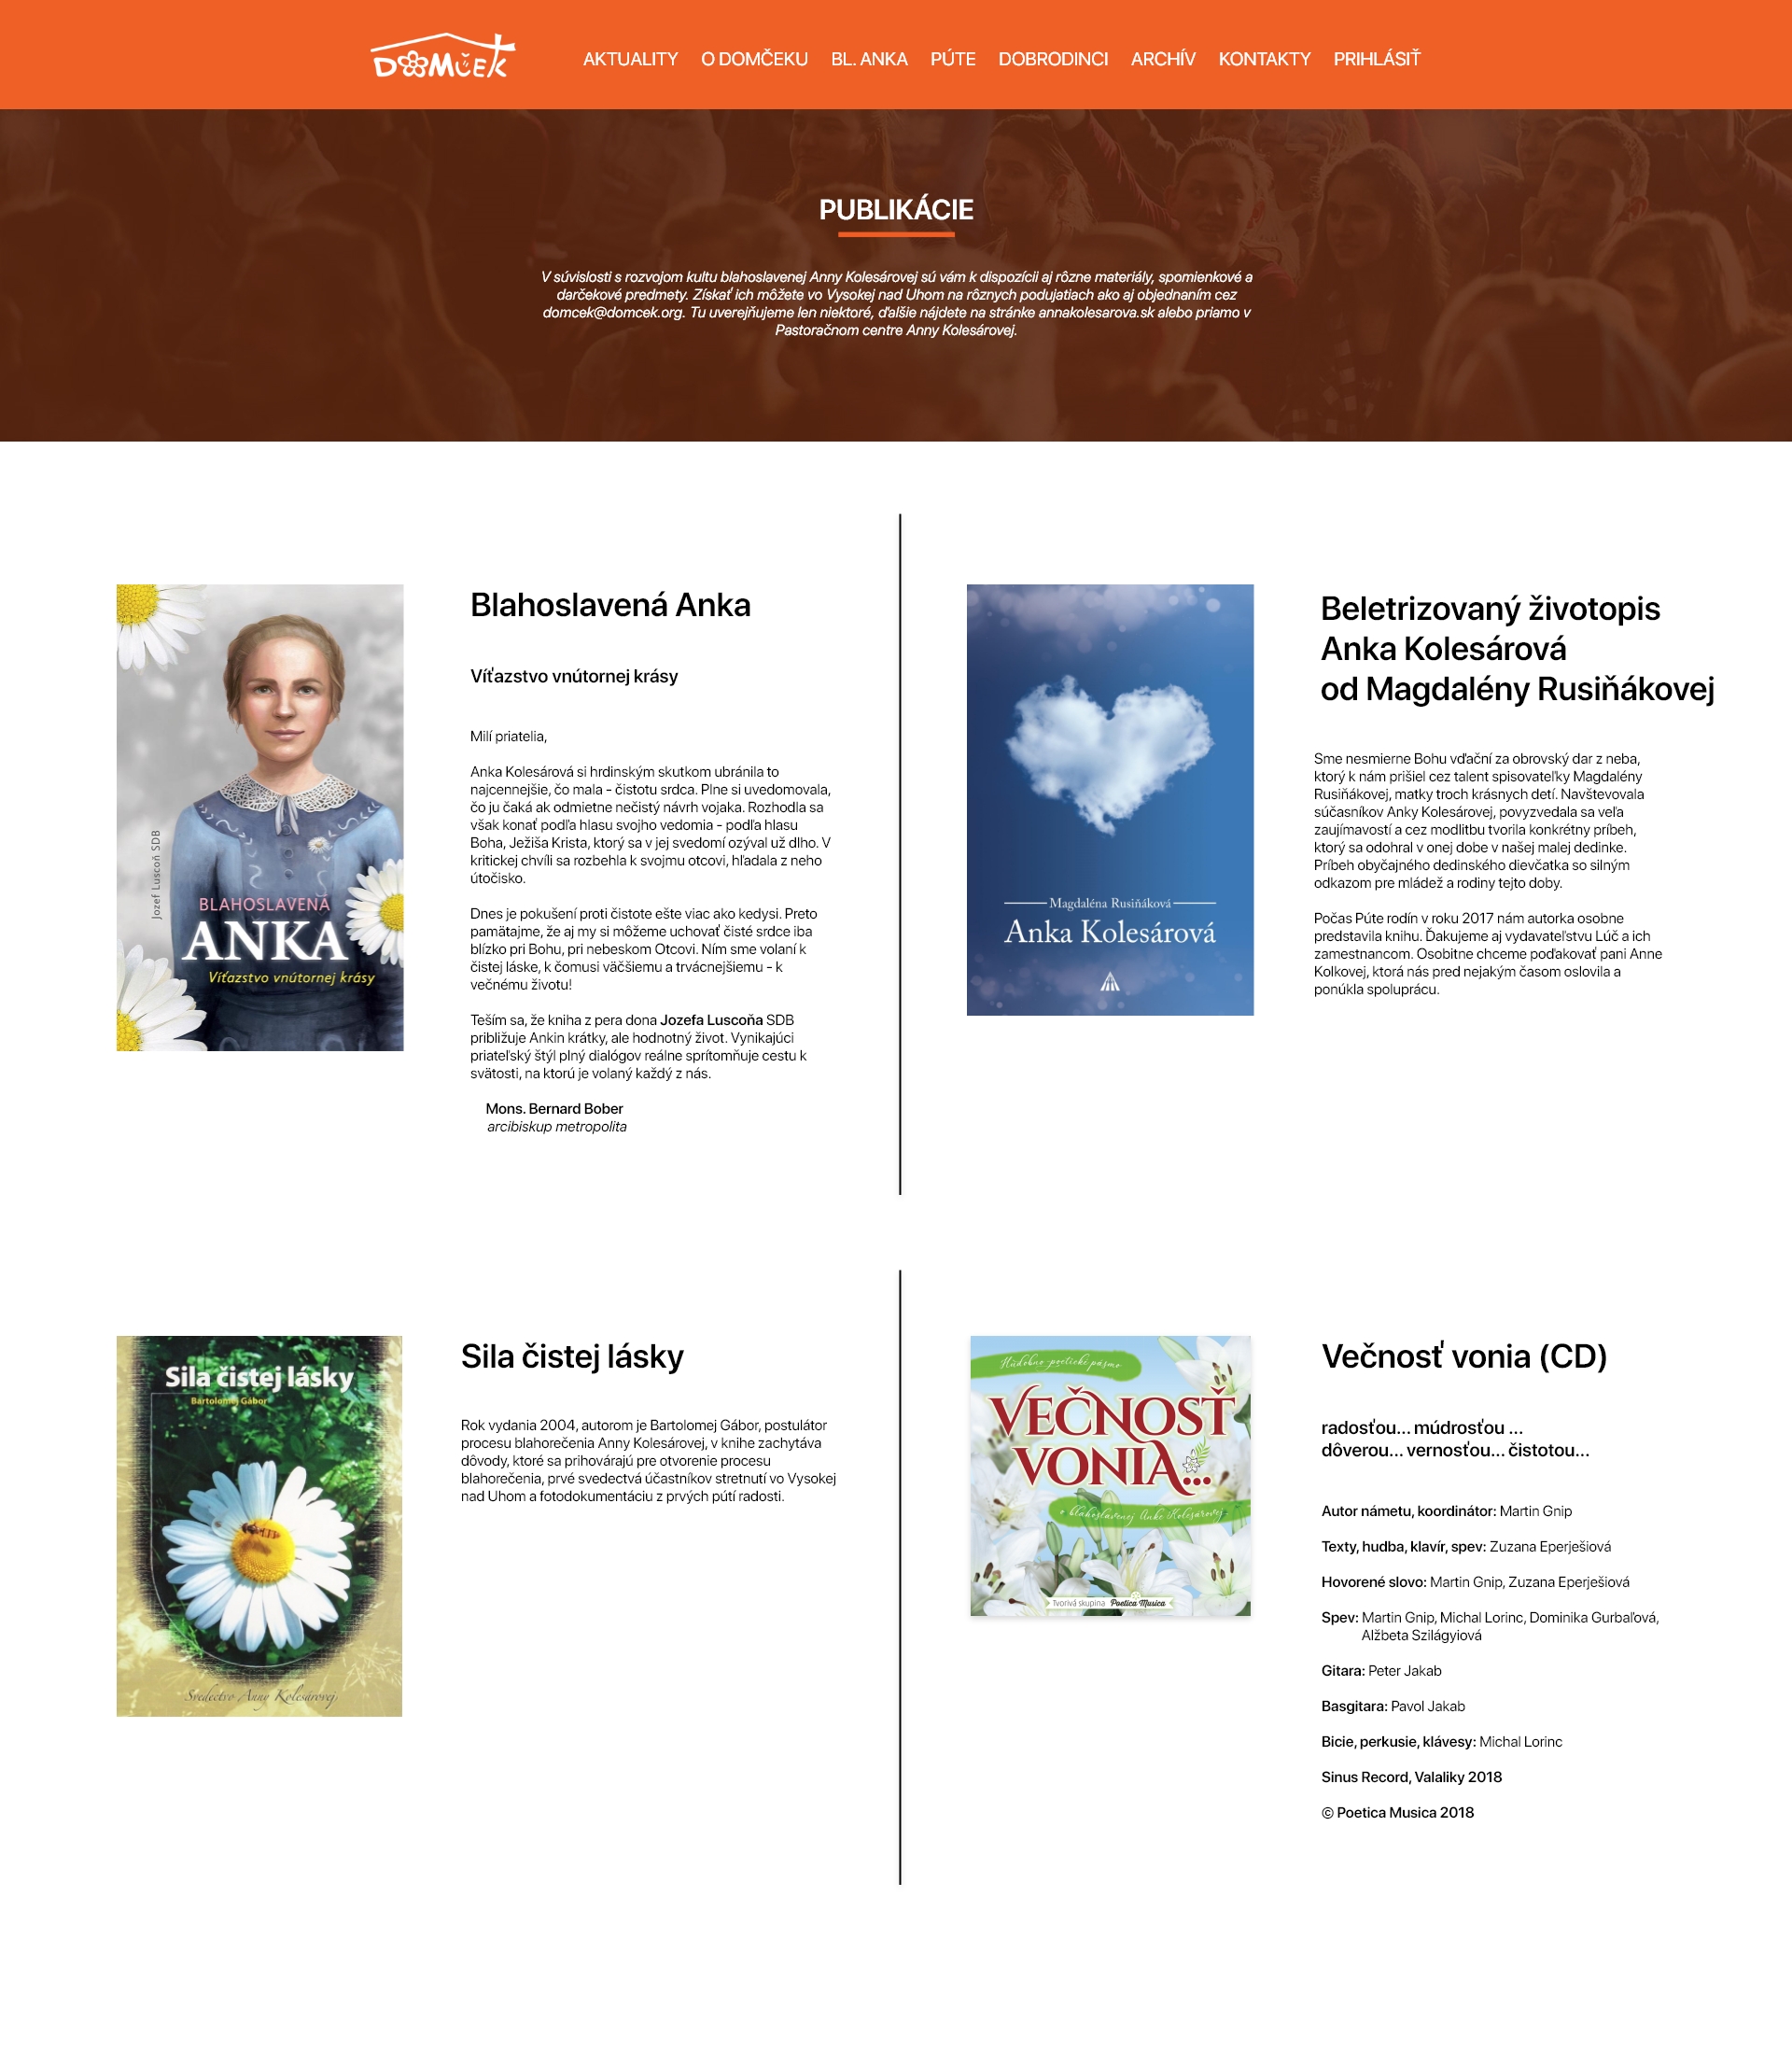 DOMČEK
AKTUALITY O DOMČEKU BL. ANKA PÚTE DOBRODINCI ARCHÍV KONTAKTY PRIHLÁSIŤ
PUBLIKÁCIE
V súvislosti s rozvojom kultu blahoslavenej Anny Kolesárovej sú vám k dispozícii aj rôzne materiály, spomienkové a
darčekové predmety. Získať ich môžete vo Vysokej nad Uhom na rôznych podujatiach ako aj objednaním cez
domcek@domcek.org. Tu uverejňujeme len niektoré, ďalšie nájdete na stránke annakolesarova.sk alebo priamo v
Pastoračnom centre Anny Kolesárovej.
Jozef Luscoň SDB
BLAHOSLAVENÁ
ANKA
Víťazstvo vnútornej krásy
Blahoslavená Anka
Víťazstvo vnútornej krásy
Milí priatelia,
Anka Kolesárová si hrdinským skutkom ubránila to
najcennejšie, čo mala - čistotu srdca. Plne si uvedomovala,
čo ju čaká ak odmietne nečistý návrh vojaka. Rozhodla sa
však konať podľa hlasu svojho vedomia - podľa hlasu
Boha, Ježiša Krista, ktorý sa v jej svedomí ozýval už dlho. V
kritickej chvíli sa rozbehla k svojmu otcovi, hľadala z neho
útočisko.
Dnes je pokušení proti čistote ešte viac ako kedysi. Preto
pamätajme, že aj my si môžeme uchovať čisté srdce iba
blízko pri Bohu, pri nebeskom Otcovi. Ním sme volaní k
čistej láske, k čomusi väčšiemu a trvácnejšiemu - k
večnému životu!
Teším sa, že kniha z pera dona Jozefa Luscoňa SDB
približuje Ankin krátky, ale hodnotný život. Vynikajúci
priateľský štýl plný dialógov reálne sprítomňuje cestu k
svätosti, na ktorú je volaný každý z nás.
Mons. Bernard Bober
arcibiskup metropolita
Magdaléna Rusiňáková
Anka Kolesárová
Beletrizovaný životopis
Anka Kolesárová
od Magdalény Rusiňákovej
Sme nesmierne Bohu vďační za obrovský dar z neba,
ktorý k nám prišiel cez talent spisovateľky Magdalény
Rusiňákovej, matky troch krásnych detí. Navštevovala
súčasníkov Anky Kolesárovej, povyzvedala sa veľa
zaujímavostí a cez modlitbu tvorila konkrétny príbeh,
ktorý sa odohral v onej dobe v našej malej dedinke.
Príbeh obyčajného dedinského dievčatka so silným
odkazom pre mládež a rodiny tejto doby.
Počas Púte rodín v roku 2017 nám autorka osobne
predstavila knihu. Ďakujeme aj vydavateľstvu Lúč a ich
zamestnancom. Osobitne chceme poďakovať pani Anne
Kolkovej, ktorá nás pred nejakým časom oslovila a
ponúkla spoluprácu.
Sila čistej lásky
Bartolomej Gábor
Svedectvo Anny Kolesárovej
Sila čistej lásky
Rok vydania 2004, autorom je Bartolomej Gábor, postulátor
procesu blahorečenia Anny Kolesárovej, v knihe zachytáva
dôvody, ktoré sa prihovárajú pre otvorenie procesu
blahorečenia, prvé svedectvá účastníkov stretnutí vo Vysokej
nad Uhom a fotodokumentáciu z prvých pútí radosti.
Hudobno-poetické pásmo
VEČNOSŤ
VONIA...
o blahoslavenej Anke Kolesárovej
Tvorivá skupina Poetica Musica
Večnosť vonia (CD)
radosťou... múdrosťou ...
dôverou... vernosťou... čistotou...
Autor námetu, koordinátor: Martin Gnip
Texty, hudba, klavír, spev: Zuzana Eperješiová
Hovorené slovo: Martin Gnip, Zuzana Eperješiová
Spev: Martin Gnip, Michal Lorinc, Dominika Gurbaľová,
Alžbeta Szilágyiová
Gitara: Peter Jakab
Basgitara: Pavol Jakab
Bicie, perkusie, klávesy: Michal Lorinc
Sinus Record, Valaliky 2018
© Poetica Musica 2018